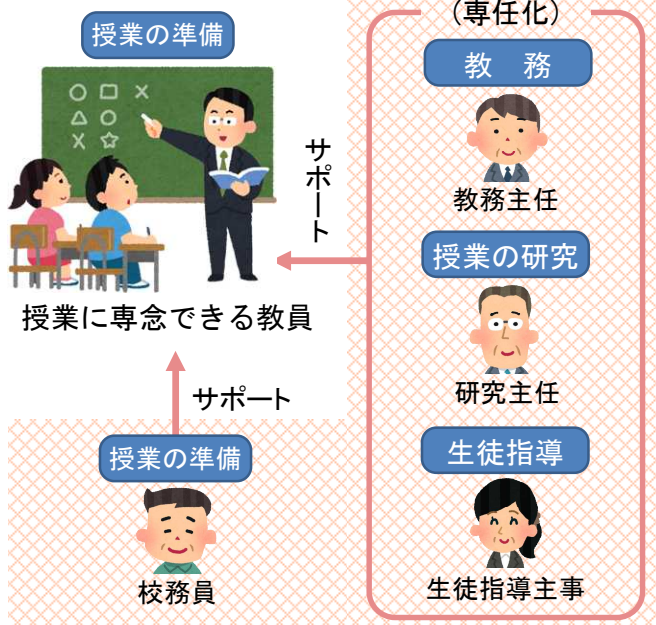 授業の準備
○ □ ×
△ ○
× ☆
授業に専念できる教員
サポート
サポート
授業の準備
校務員
（専任化）
教　務
教務主任
授業の研究
研究主任
生徒指導
生徒指導主事